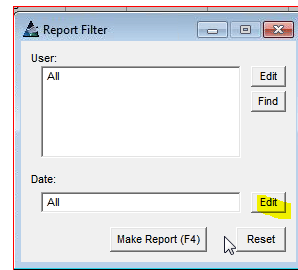 Report Filter
User:
All
Edit
Find
Date:
All
Edit
Make Report (F4)
Reset